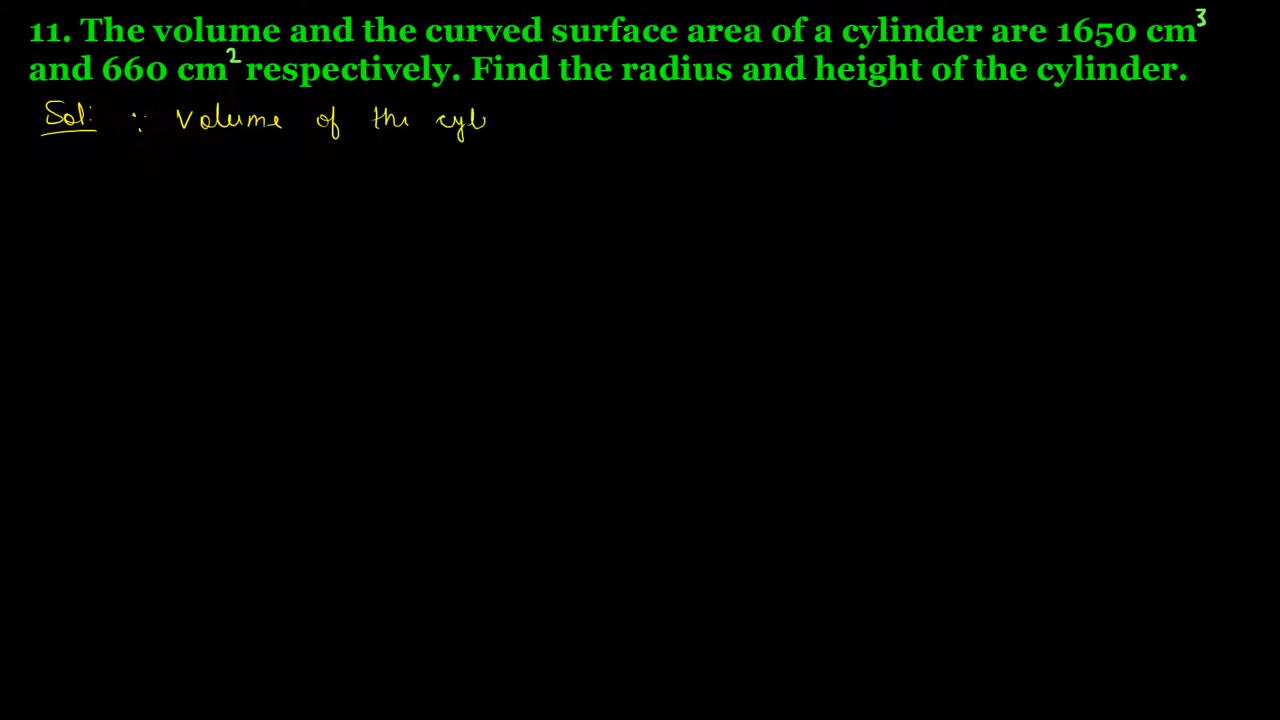 11. The volume and the curved surface area of a cylinder are 1650 cm³
and 660 cm² respectively. Find the radius and height of the cylinder.
Sol: ∵ Volume of the cyl